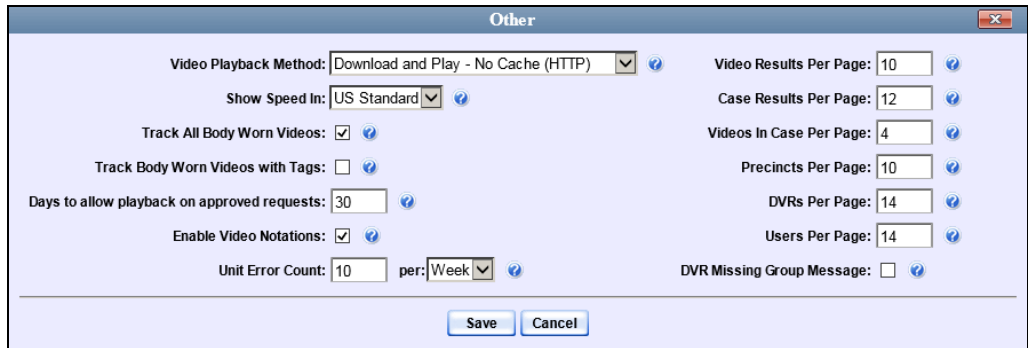 Other
Video Playback Method: Download and Play - No Cache (HTTP)
Show Speed In: US Standard
Track All Body Worn Videos:
Track Body Worn Videos with Tags:
Days to allow playback on approved requests: 30
Enable Video Notations:
Unit Error Count: 10 per: Week
Video Results Per Page: 10
Case Results Per Page: 12
Videos In Case Per Page: 4
Precincts Per Page: 10
DVRs Per Page: 14
Users Per Page: 14
DVR Missing Group Message:
Save Cancel